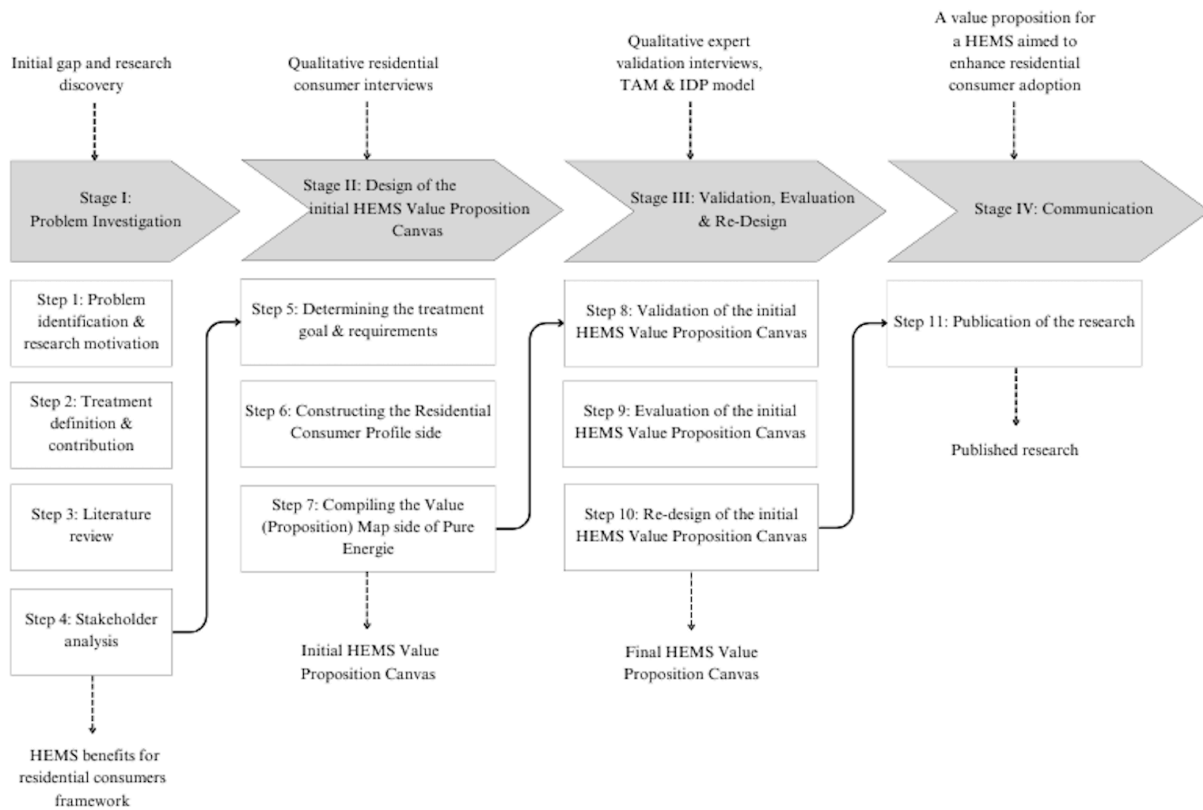 Initial gap and research
discovery
Qualitative residential
consumer interviews
Qualitative expert
validation interviews,
TAM & IDP model
A value proposition for
a HEMS aimed to
enhance residential
consumer adoption
Stage I:
Problem Investigation
Stage II: Design of the
initial HEMS Value Proposition
Canvas
Stage III: Validation, Evaluation
& Re-Design
Stage IV: Communication
Step 1: Problem
identification &
research motivation
Step 2: Treatment
definition &
contribution
Step 3: Literature
review
Step 4: Stakeholder
analysis
HEMS benefits for
residential consumers
framework
Step 5: Determining the treatment
goal & requirements
Step 6: Constructing the Residential
Consumer Profile side
Step 7: Compiling the Value
(Proposition) Map side of Pure
Energie
Initial HEMS Value
Proposition Canvas
Step 8: Validation of the initial
HEMS Value Proposition Canvas
Step 9: Evaluation of the initial
HEMS Value Proposition Canvas
Step 10: Re-design of the initial
HEMS Value Proposition Canvas
Final HEMS Value
Proposition Canvas
Step 11: Publication of the research
Published research